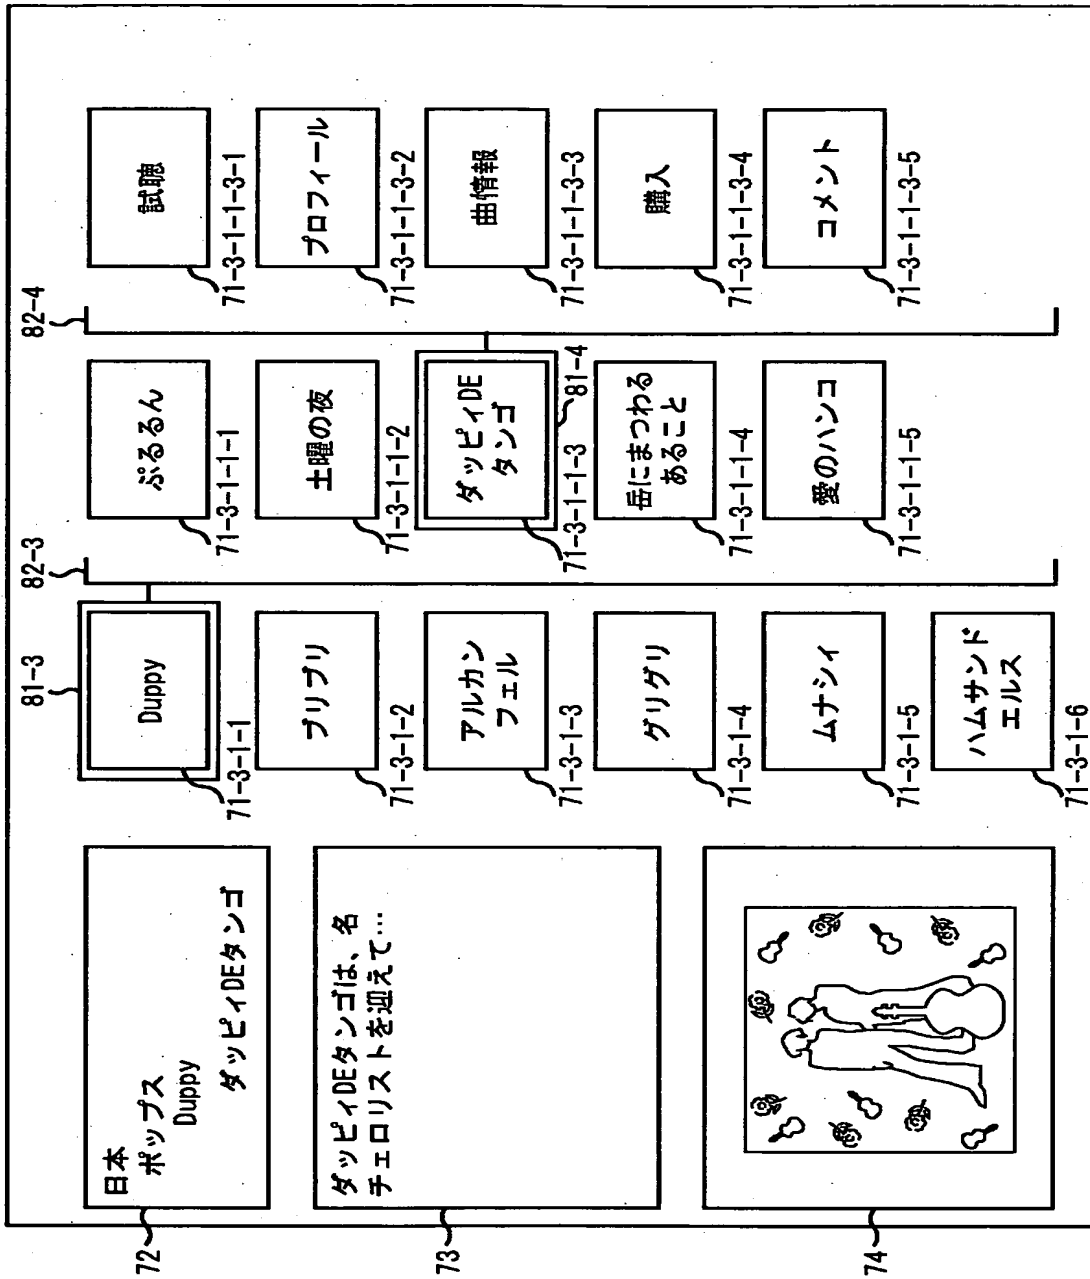 72
日本
ポップス
Duppy
ダッピィDEタンゴ
73
ダッピィDEタンゴは、名
チェロリストを迎えて…
74
81-3
Duppy
71-3-1-1
ブリブリ
71-3-1-2
アルカン
フェル
71-3-1-3
グリグリ
71-3-1-4
ムナシィ
71-3-1-5
ハムサンド
エルス
71-3-1-6
82-3
ぷるるん
71-3-1-1-1
土曜の夜
71-3-1-1-2
ダッピィDE
タンゴ
81-4
71-3-1-1-3
岳にまつわる
あること
71-3-1-1-4
愛のハンコ
71-3-1-1-5
82-4
試聴
71-3-1-1-3-1
プロフィール
71-3-1-1-3-2
曲情報
71-3-1-1-3-3
購入
71-3-1-1-3-4
コメント
71-3-1-1-3-5